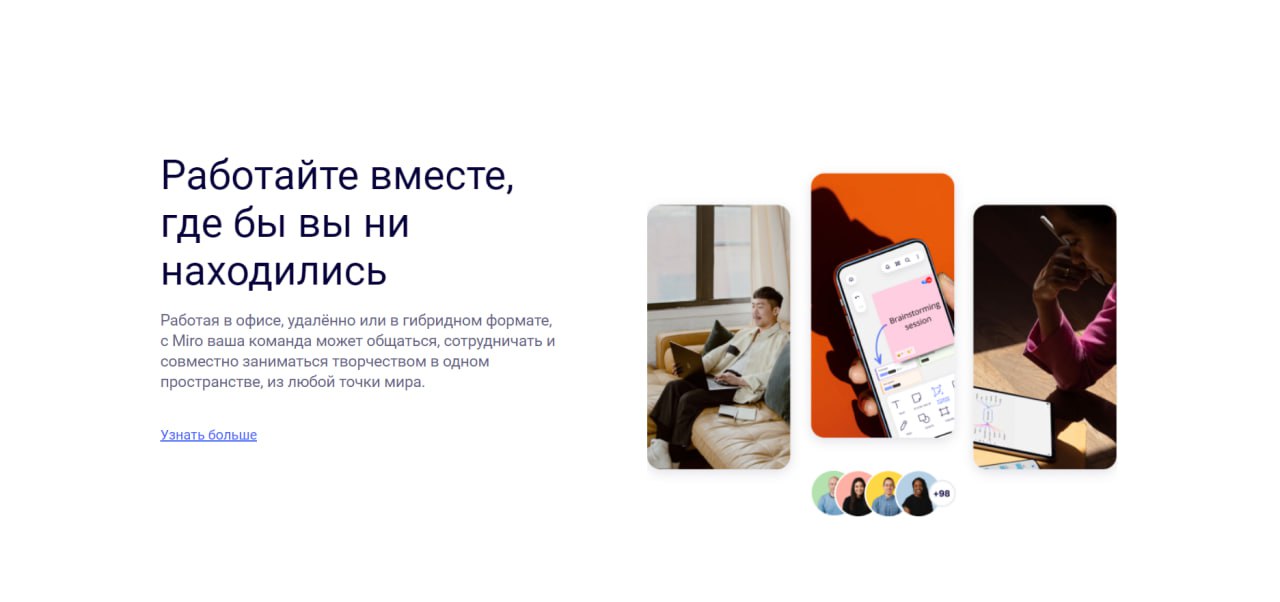 Работайте вместе,
где бы вы ни
находились
Работая в офисе, удалённо или в гибридном формате,
с Miro ваша команда может общаться, сотрудничать и
совместно заниматься творчеством в одном
пространстве, из любой точки мира.
Узнать больше
Brainstorming
session
+98